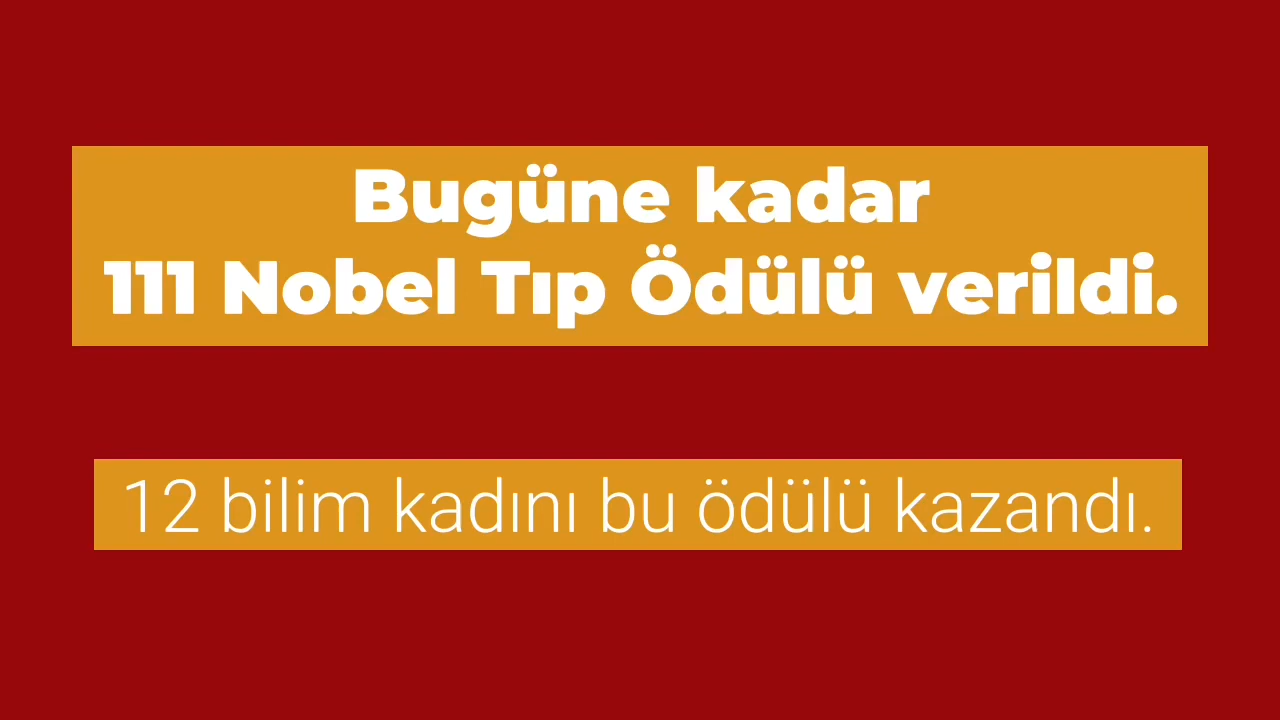 Bugüne kadar
111 Nobel Tıp Ödülü verildi.
12 bilim kadını bu ödülü kazandı.